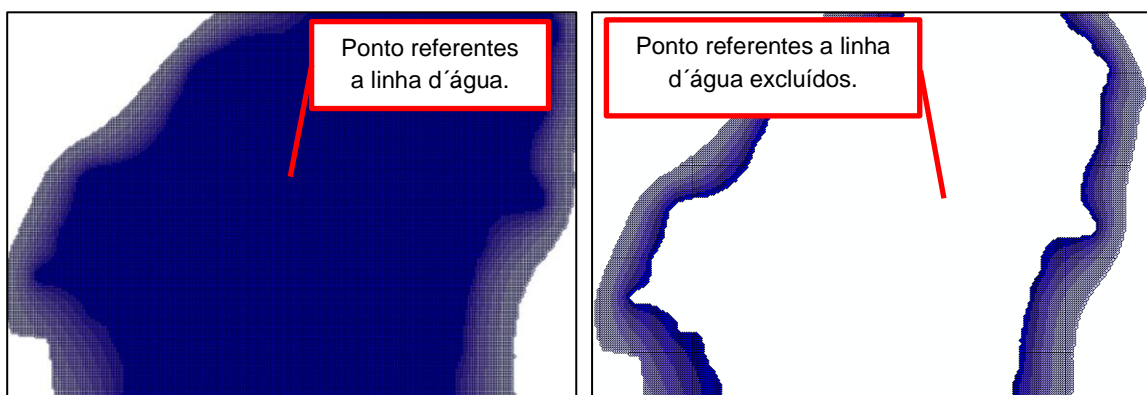 Ponto referentes
a linha d´água.
Ponto referentes a linha
d´água excluídos.